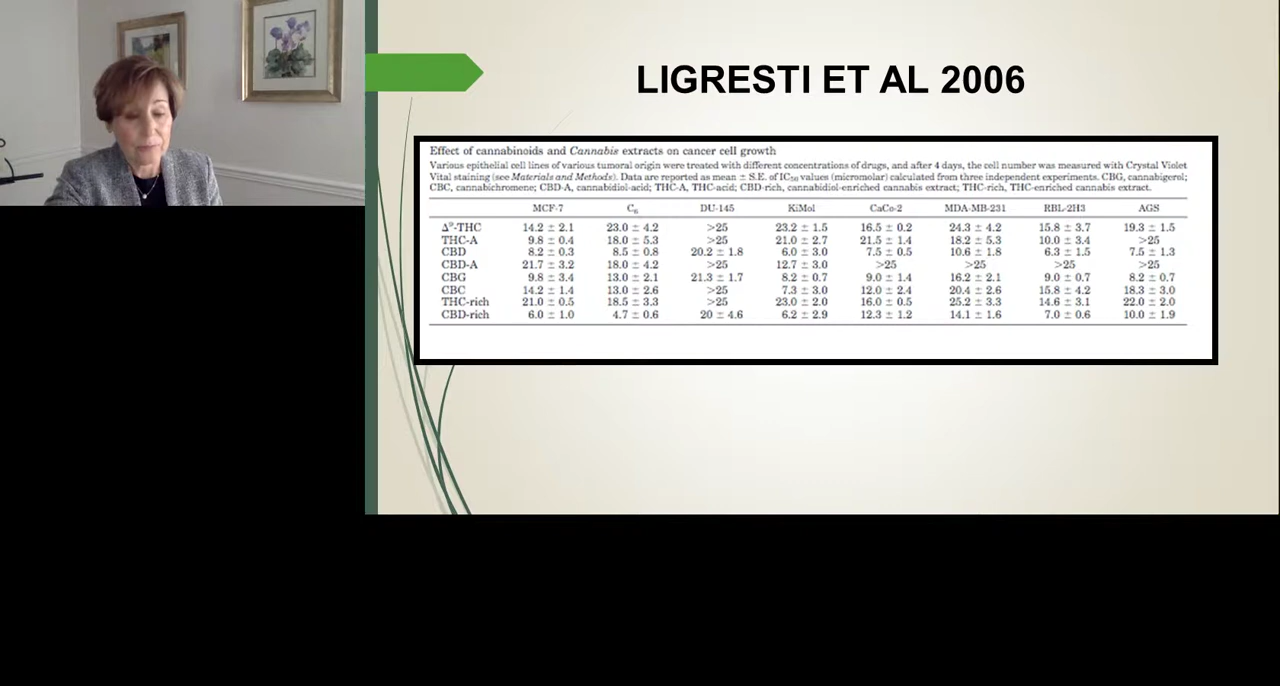 LIGRESTI ET AL 2006
Effect of cannabinoids and Cannabis extracts on cancer cell growth
Various epithelial cell lines of various tumoral origin were treated with different concentrations of drugs, and after 4 days, the cell number was measured with Crystal Violet
Vital staining (see Materials and Methods). Data are reported as mean ± S.E. of IC50 values (micromolar) calculated from three independent experiments. CBG, cannabigerol;
CBC, cannabichromene; CBD-A, cannabidiol-acid; THC-A, THC-acid; CBD-rich, cannabidiol-enriched cannabis extract; THC-rich, THC-enriched cannabis extract.
MCF-7 C6 DU-145 KiMol CaCo-2 MDA-MB-231 RBL-2H3 AGS
Δ9-THC 14.2 ± 2.1 23.0 ± 4.2 >25 23.2 ± 1.5 16.5 ± 0.2 24.3 ± 4.2 15.8 ± 3.7 19.3 ± 1.5
THC-A 9.8 ± 0.4 18.0 ± 5.3 >25 21.0 ± 2.7 21.5 ± 1.4 18.2 ± 5.3 10.0 ± 3.4 >25
CBD 8.2 ± 0.3 8.5 ± 0.8 20.2 ± 1.8 6.0 ± 3.0 7.5 ± 0.5 10.6 ± 1.8 6.3 ± 1.5 7.5 ± 1.3
CBD-A 21.7 ± 3.2 18.0 ± 4.2 >25 12.7 ± 3.0 >25 >25 >25 >25
CBG 9.8 ± 3.4 13.0 ± 2.1 21.3 ± 1.7 8.2 ± 0.7 9.0 ± 1.4 16.2 ± 2.1 9.0 ± 0.7 8.2 ± 0.7
CBC 14.2 ± 1.4 13.0 ± 2.6 >25 7.3 ± 3.0 12.0 ± 2.4 20.4 ± 2.6 15.8 ± 4.2 18.3 ± 3.0
THC-rich 21.0 ± 0.5 18.5 ± 3.3 >25 23.0 ± 2.0 16.0 ± 0.5 25.2 ± 3.3 14.6 ± 3.1 22.0 ± 2.0
CBD-rich 6.0 ± 1.0 4.7 ± 0.6 20 ± 4.6 6.2 ± 2.9 12.3 ± 1.2 14.1 ± 1.6 7.0 ± 0.6 10.0 ± 1.9